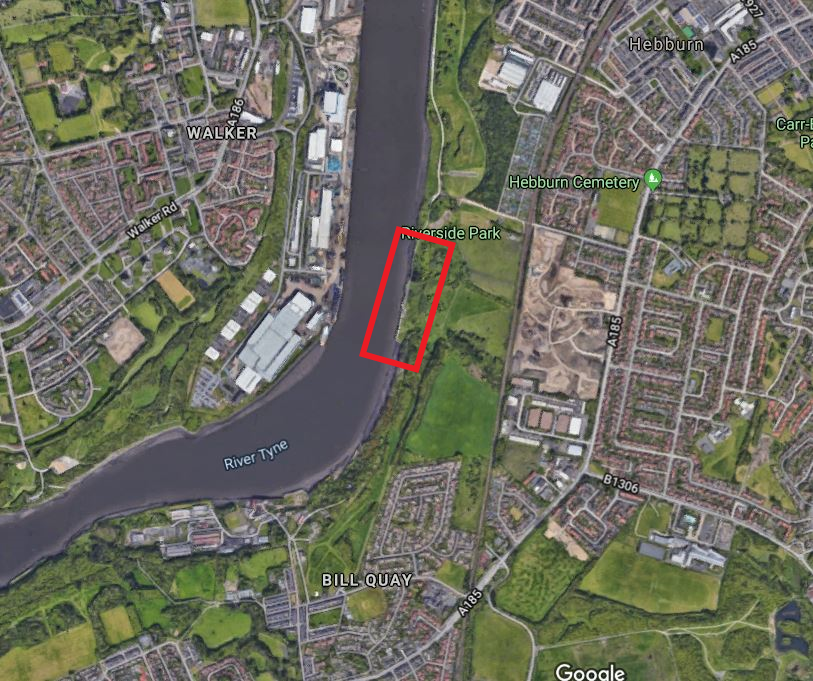 927
Hebburn
A185
A186
WALKER
Carr-E
Pa
Hebburn Cemetery
Walker Rd
Riverside Park
A185
River Tyne
B1306
BILL QUAY
A185
Google